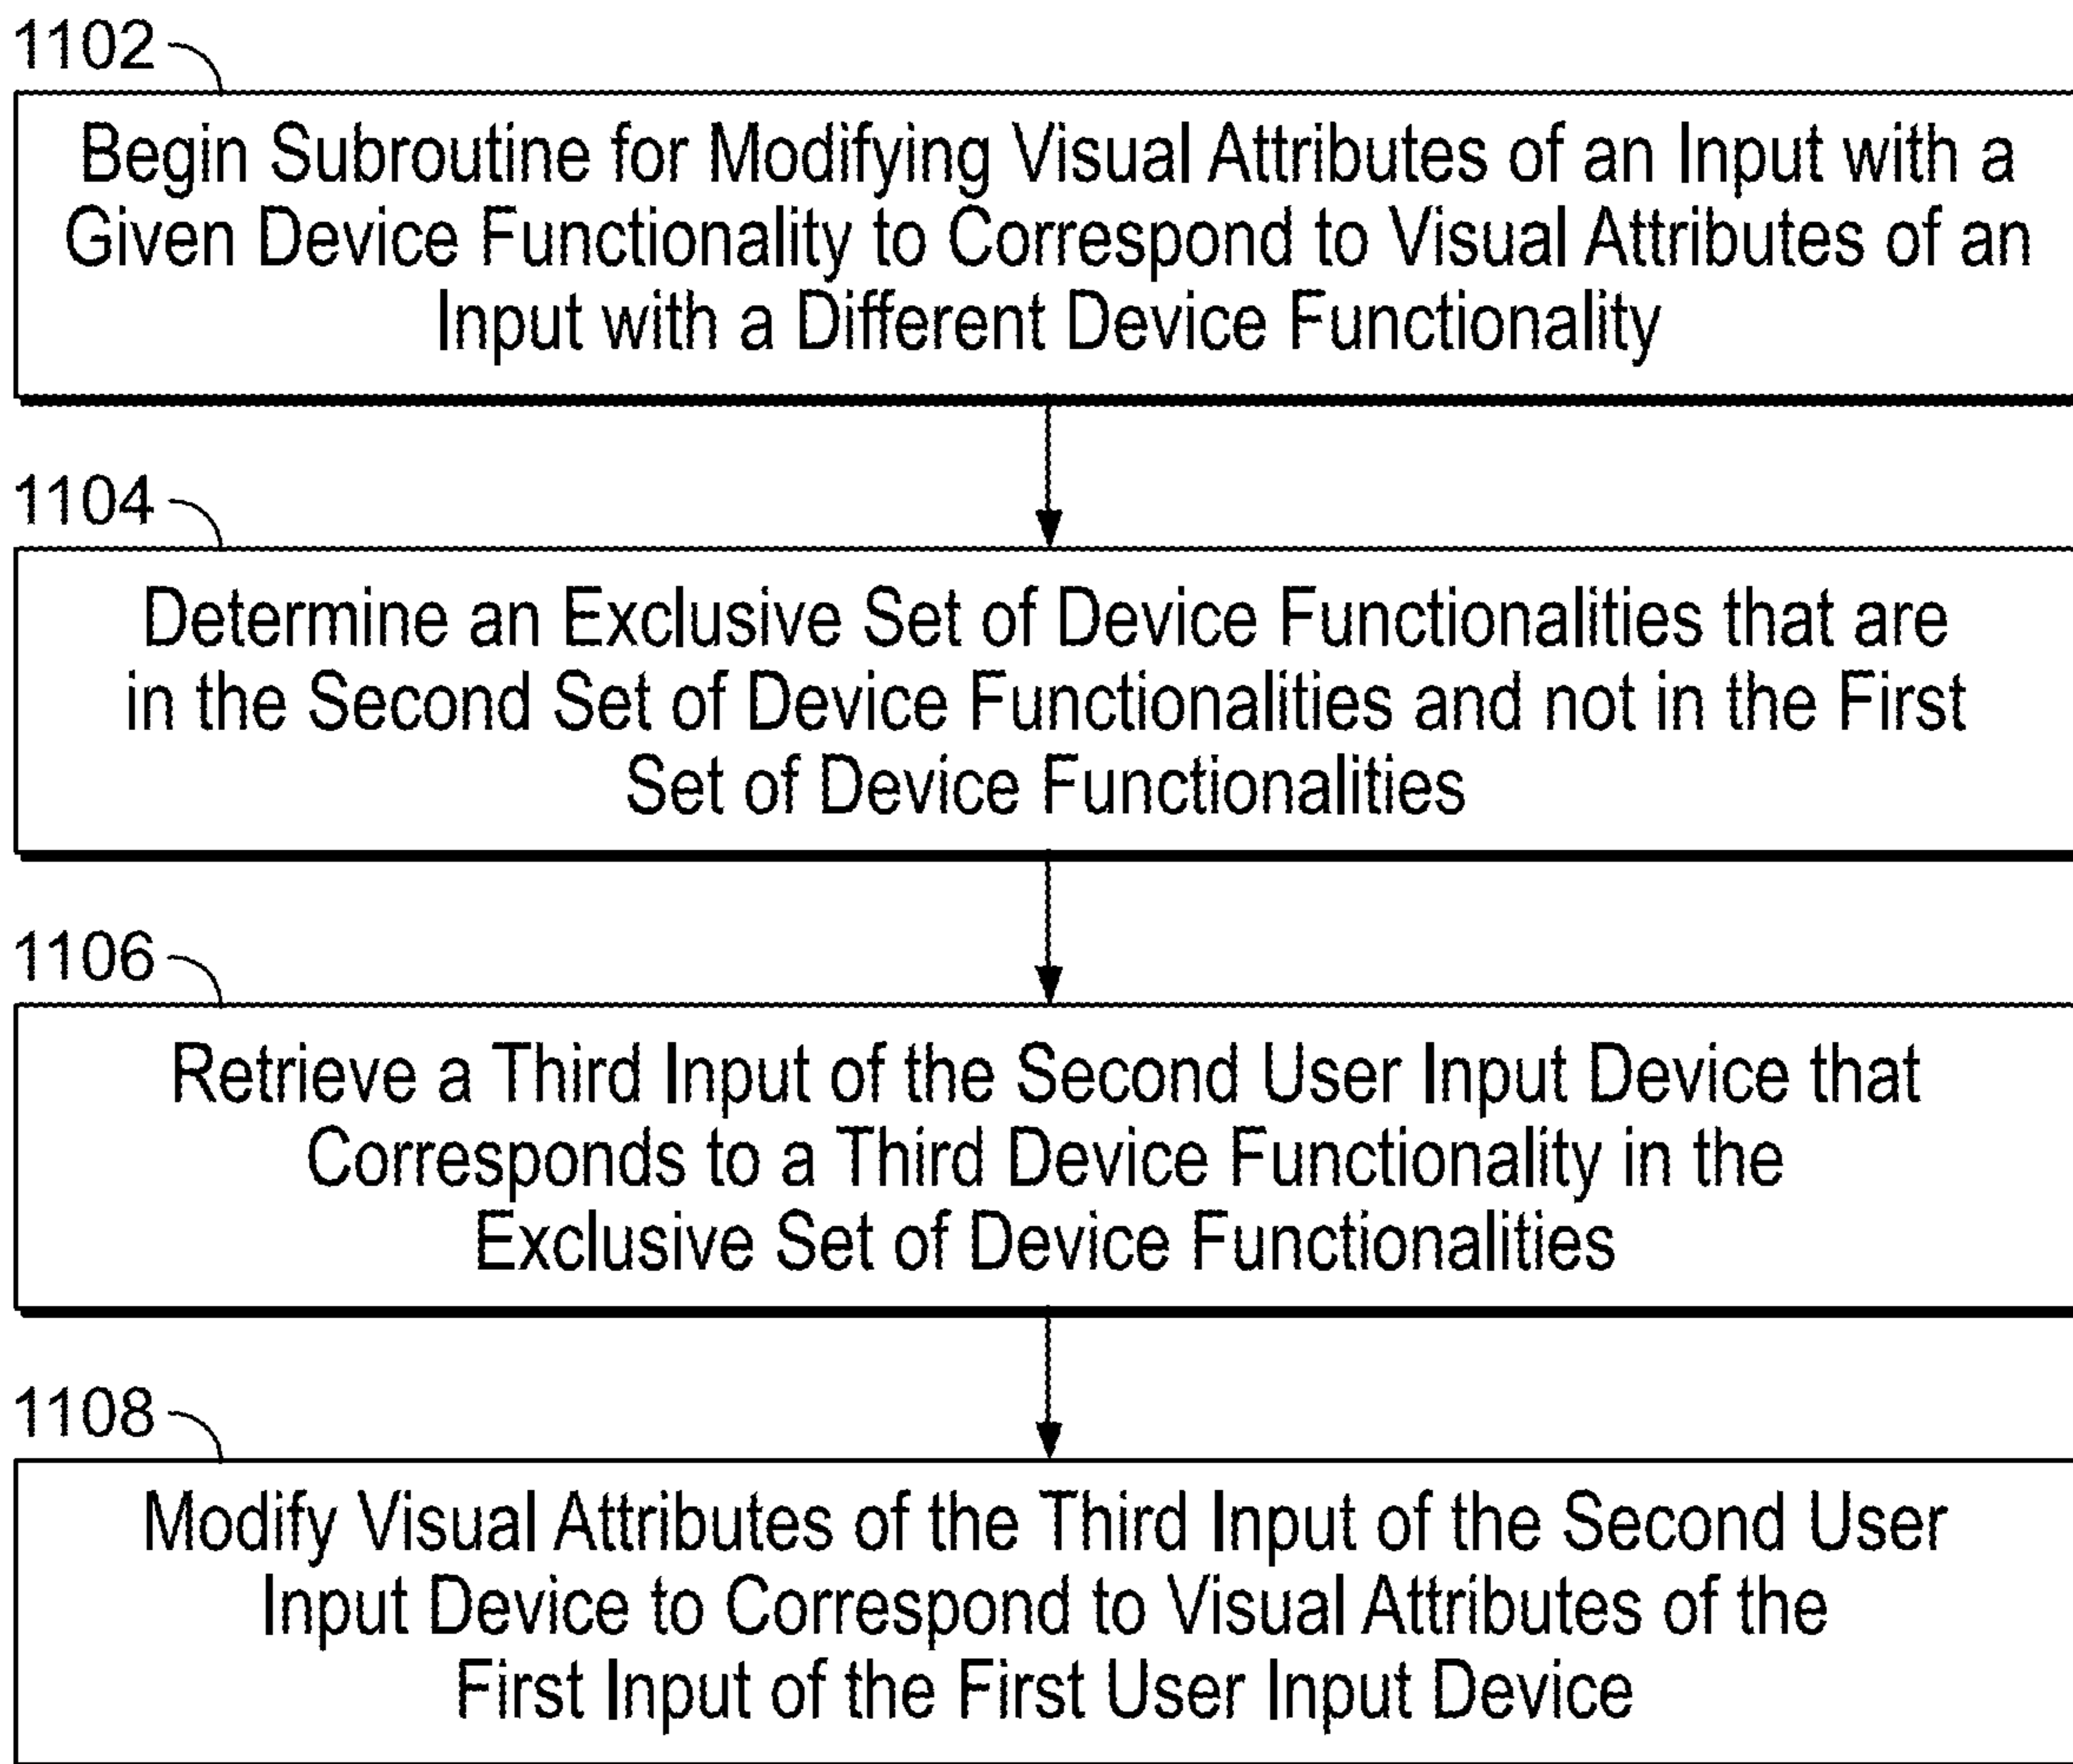 1102
Begin Subroutine for Modifying Visual Attributes of an Input with a
Given Device Functionality to Correspond to Visual Attributes of an
Input with a Different Device Functionality
1104
Determine an Exclusive Set of Device Functionalities that are
in the Second Set of Device Functionalities and not in the First
Set of Device Functionalities
1106
Retrieve a Third Input of the Second User Input Device that
Corresponds to a Third Device Functionality in the
Exclusive Set of Device Functionalities
1108
Modify Visual Attributes of the Third Input of the Second User
Input Device to Correspond to Visual Attributes of the
First Input of the First User Input Device